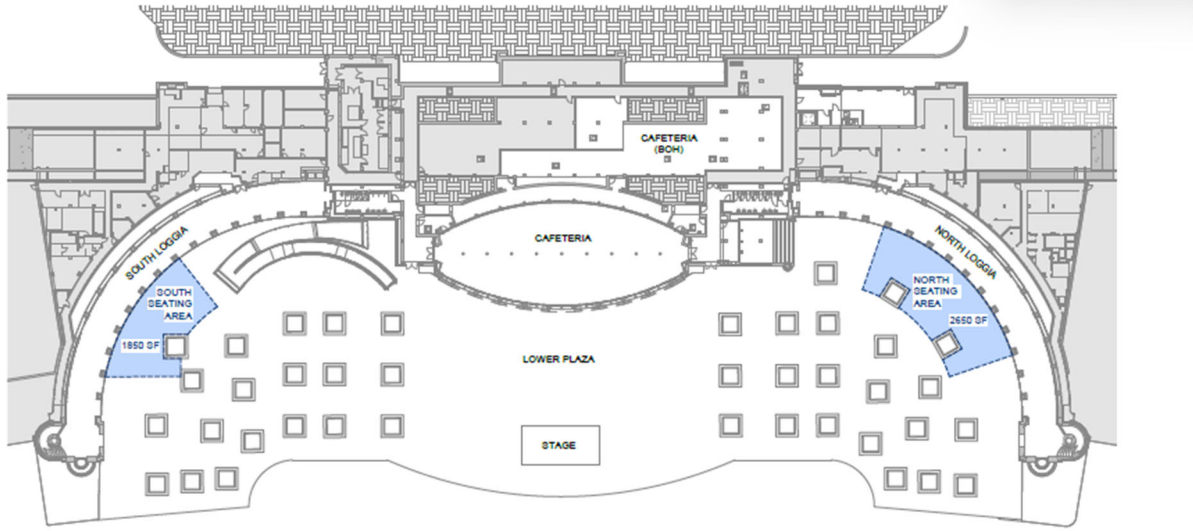 CAFETERIA
(BOH)
CAFETERIA
SOUTH LOGGIA
NORTH LOGGIA
SOUTH
SEATING
AREA
1850 SF
NORTH
SEATING
AREA
2650 SF
LOWER PLAZA
STAGE